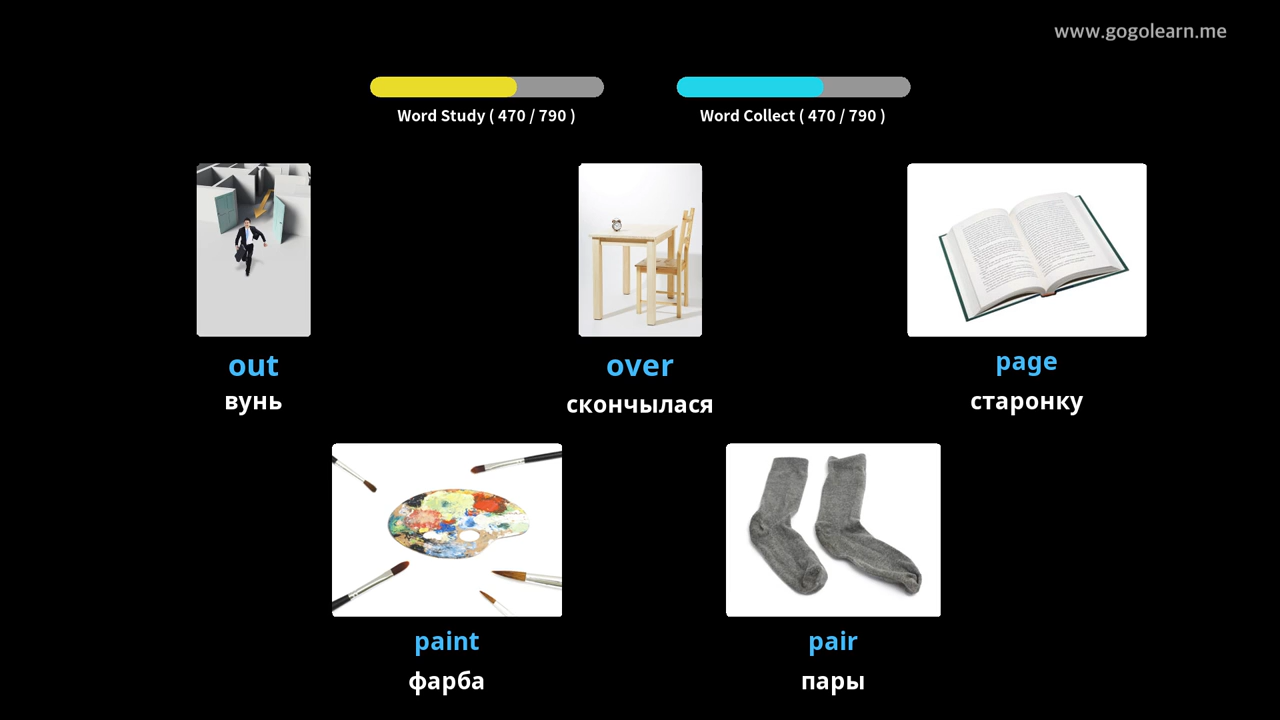 www.gogolearn.me
Word Study ( 470 / 790 )
Word Collect ( 470 / 790 )
out
вунь
over
скончылася
page
старонку
paint
фарба
pair
пары